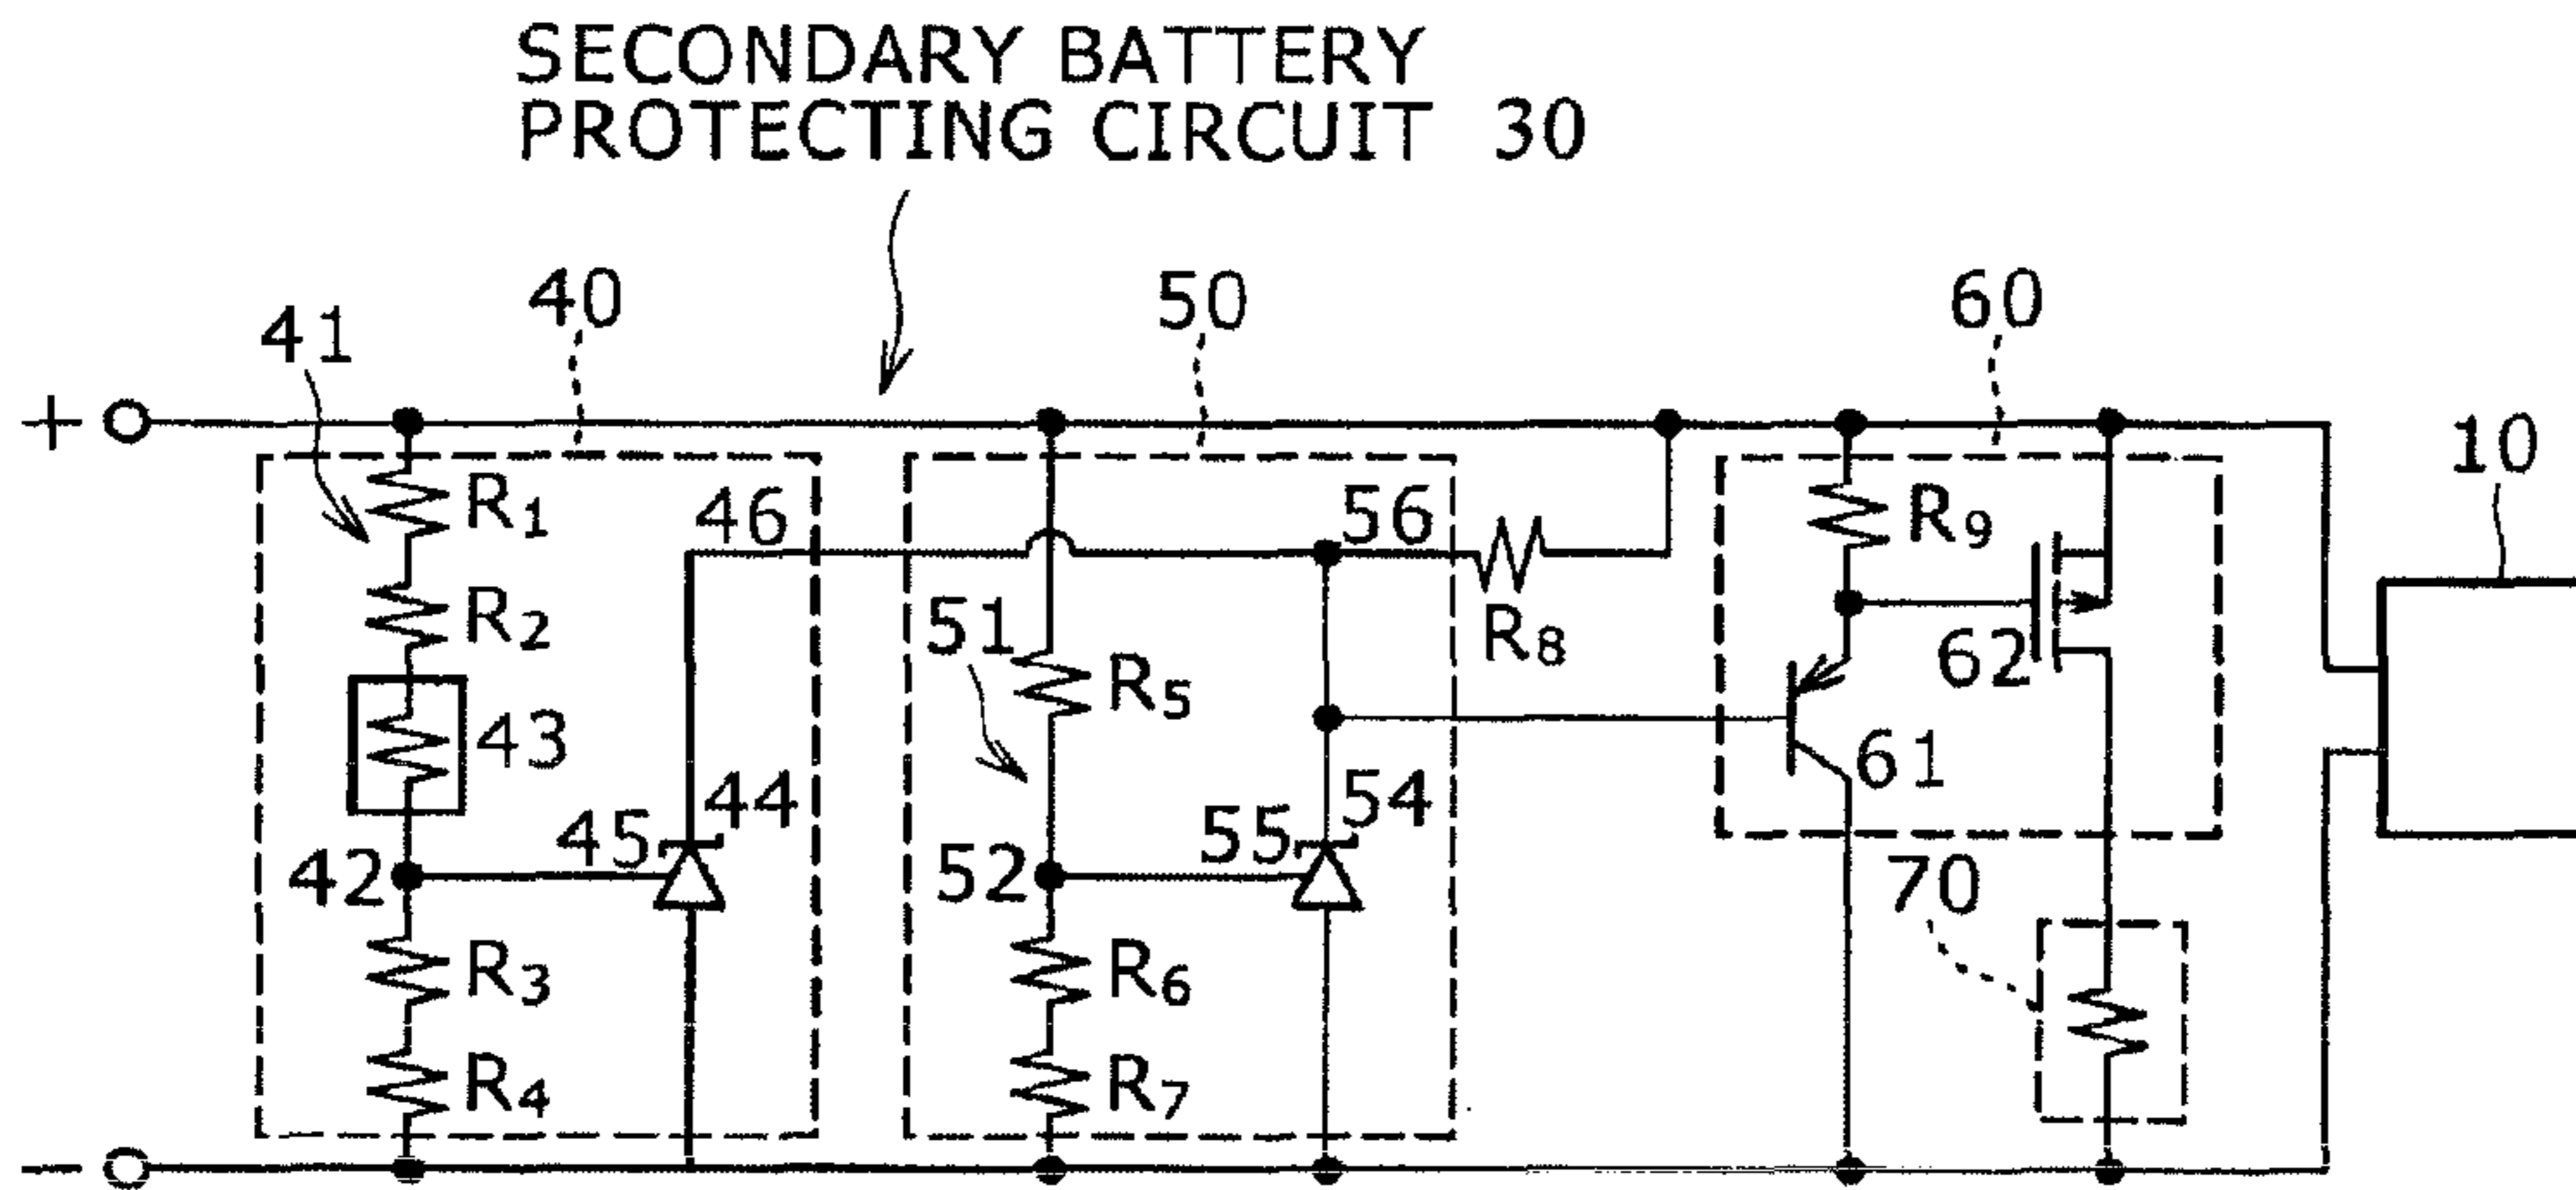 SECONDARY BATTERY
PROTECTING CIRCUIT 30
40
50
60
41
10
+
R1
46
56
R9
R2
51
R8
62
R5
43
61
44
54
45
55
42
52
70
R3
R6
R4
R7
−